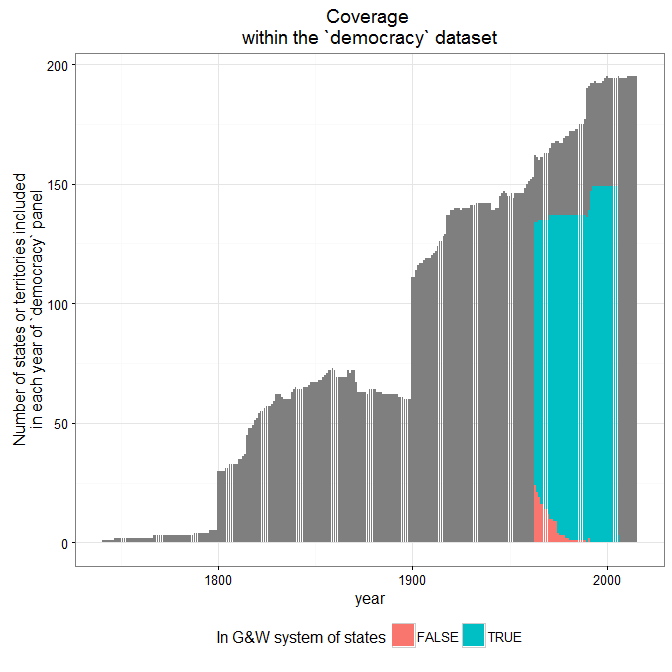 Coverage
within the `democracy` dataset
Number of states or territories included
in each year of `democracy` panel
200
150
100
50
0
1800
1900
2000
year
In G&W system of states
FALSE
TRUE